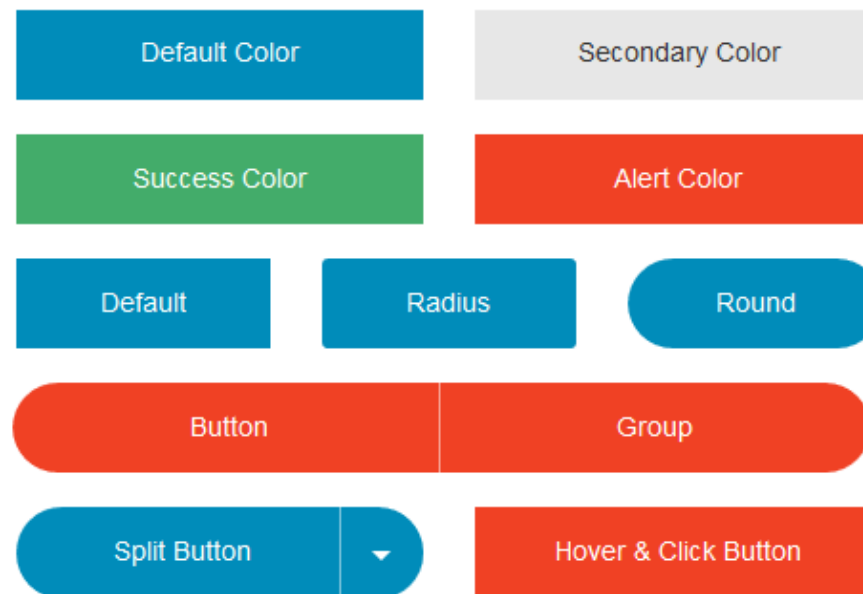 Default Color
Secondary Color
Success Color
Alert Color
Default
Radius
Round
Button
Group
Split Button
Hover & Click Button